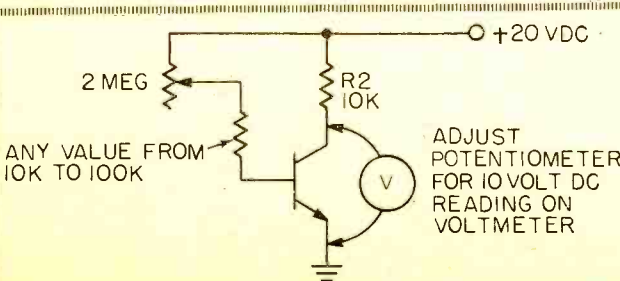 +20 VDC
2 MEG
R2
10K
ANY VALUE FROM
10K TO 100K
V
ADJUST
POTENTIOMETER
FOR 10 VOLT DC
READING ON
VOLTMETER